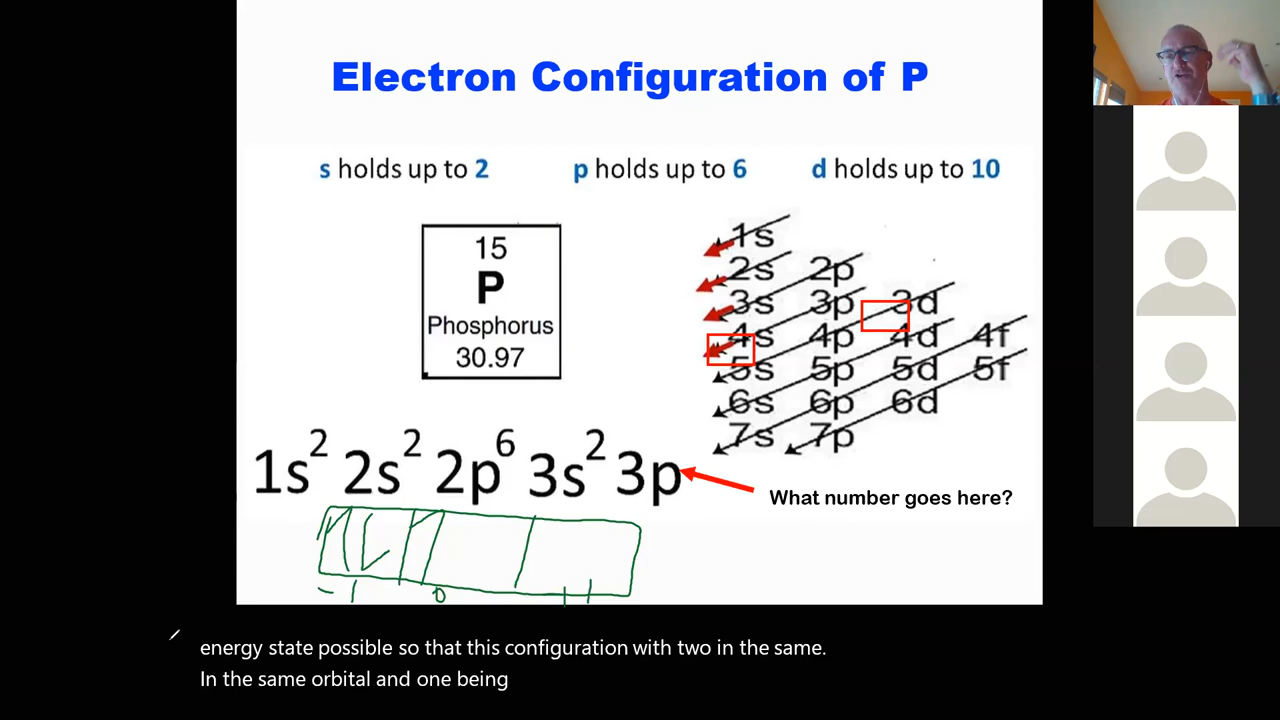 Electron Configuration of P
s holds up to 2 p holds up to 6 d holds up to 10
15
P
Phosphorus
30.97
1s
2s 2p
3s 3p 3d
4s 4p 4d 4f
5s 5p 5d 5f
6s 6p 6d
7s 7p
1s² 2s² 2p⁶ 3s² 3p
What number goes here?
-1 0 +1
energy state possible so that this configuration with two in the same.
In the same orbital and one being